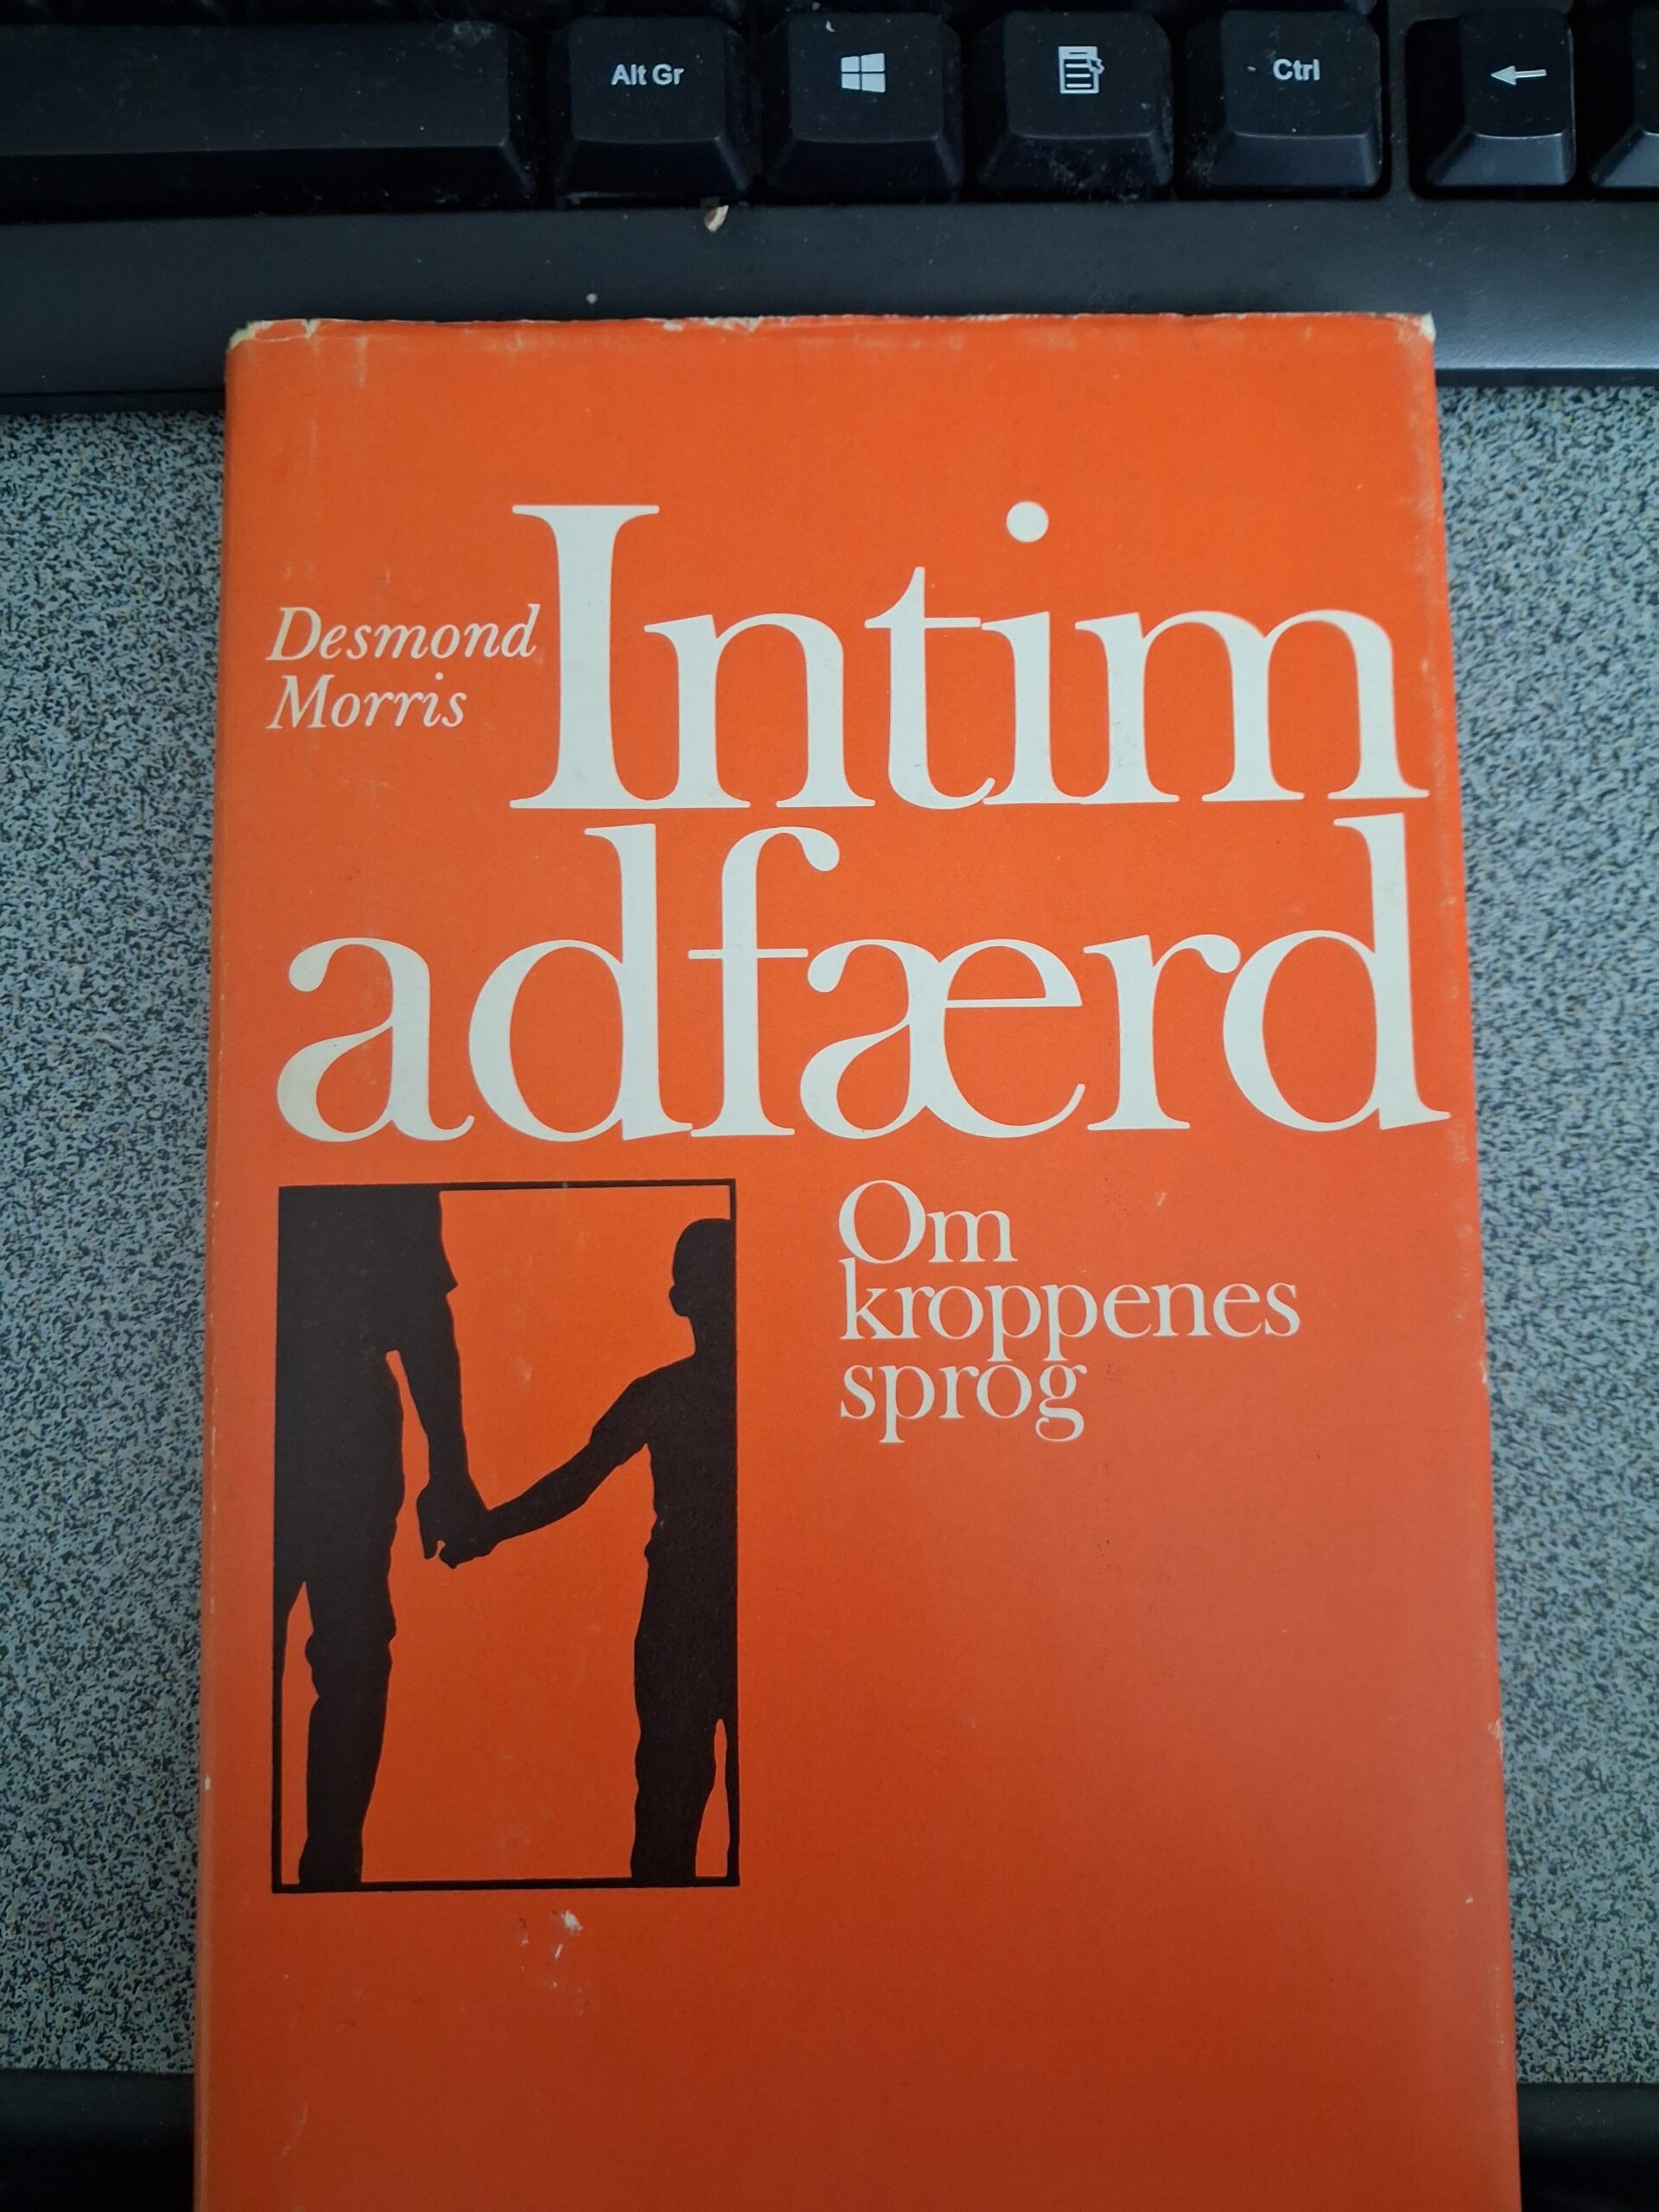 Alt Gr
Ctrl
Desmond
Morris
Intim
adfærd
Om
kroppenes
sprog